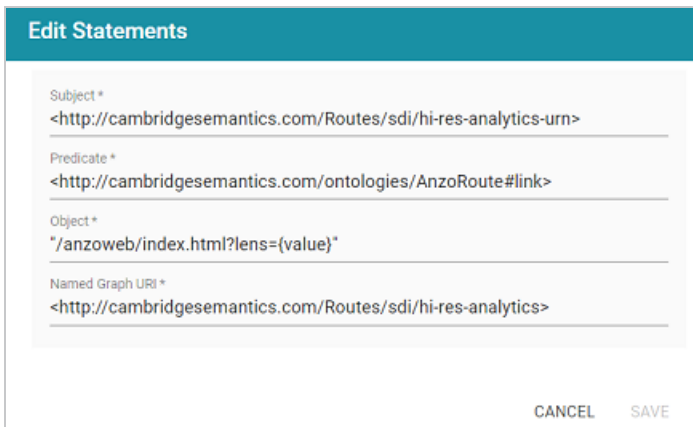 Edit Statements
Subject *
<http://cambridgesemantics.com/Routes/sdi/hi-res-analytics-urn>
Predicate *
<http://cambridgesemantics.com/ontologies/AnzoRoute#link>
Object *
"/anzoweb/index.html?lens={value}"
Named Graph URI *
<http://cambridgesemantics.com/Routes/sdi/hi-res-analytics>
CANCEL SAVE